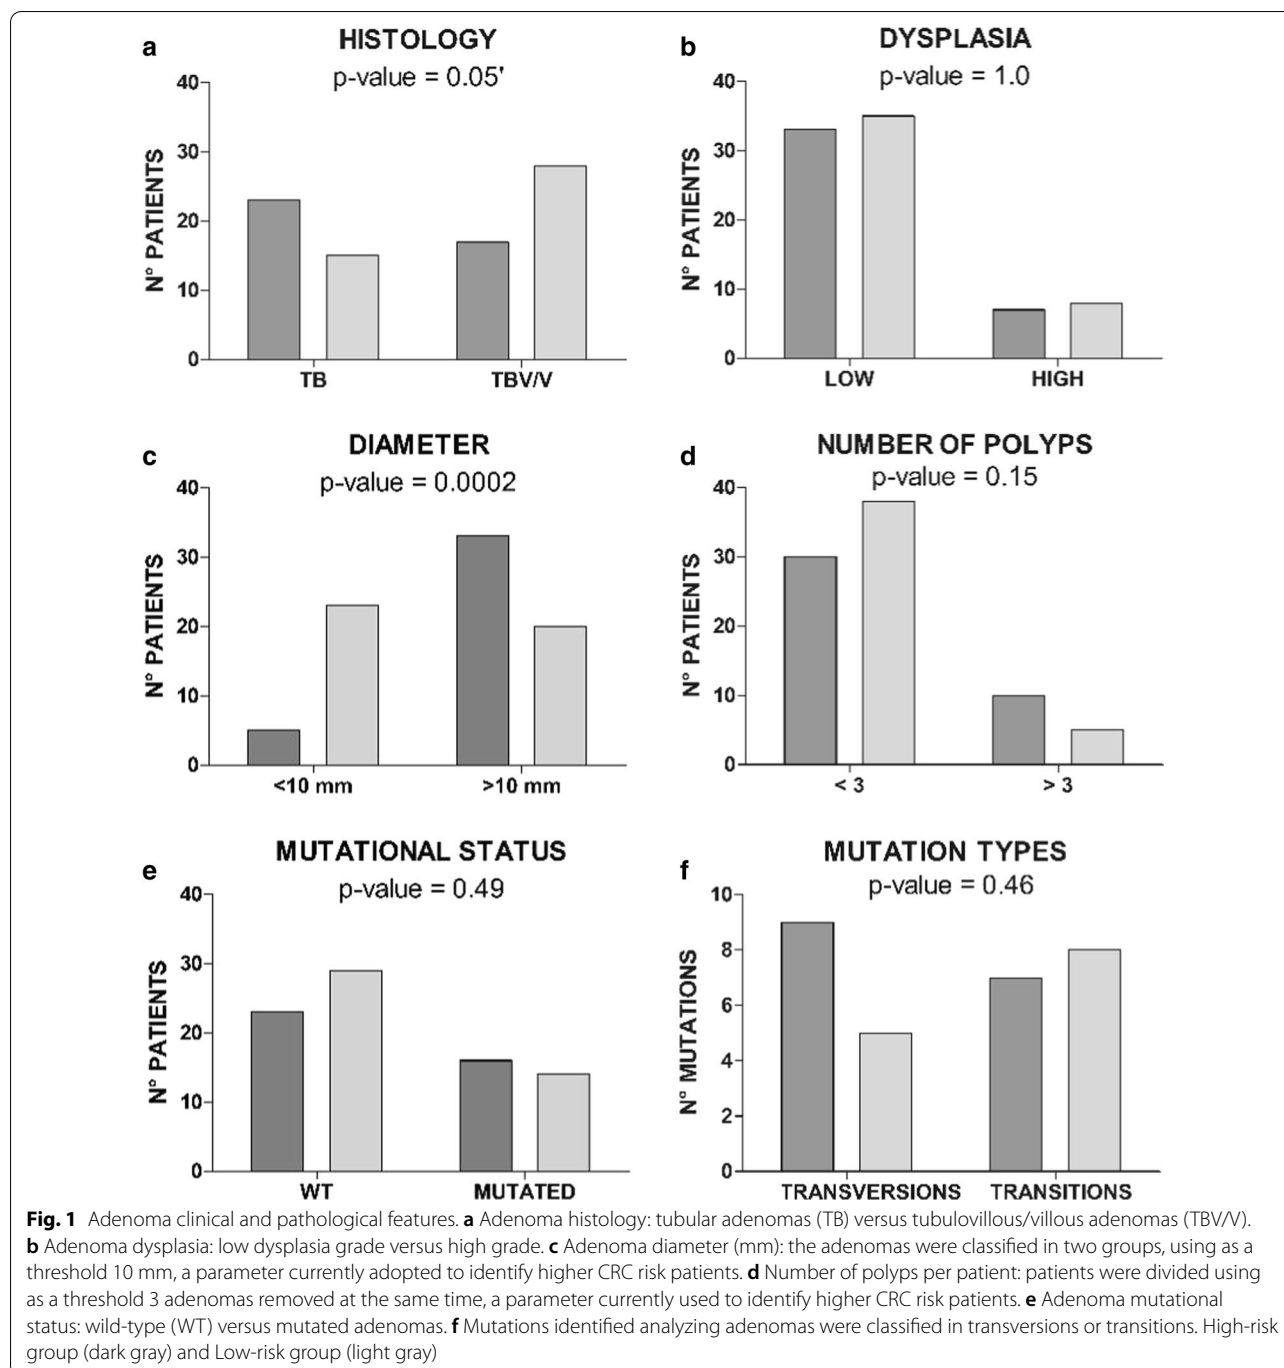 a
HISTOLOGY
p-value = 0.05'
N° PATIENTS
40
30
20
10
0
TB
TBV/V
b
DYSPLASIA
p-value = 1.0
N° PATIENTS
40
30
20
10
0
LOW
HIGH
c
DIAMETER
p-value = 0.0002
N° PATIENTS
40
30
20
10
0
<10 mm
>10 mm
d
NUMBER OF POLYPS
p-value = 0.15
N° PATIENTS
40
30
20
10
0
< 3
> 3
e
MUTATIONAL STATUS
p-value = 0.49
N° PATIENTS
40
30
20
10
0
WT
MUTATED
f
MUTATION TYPES
p-value = 0.46
N° MUTATIONS
10
8
6
4
2
0
TRANSVERSIONS
TRANSITIONS
Fig. 1 Adenoma clinical and pathological features. a Adenoma histology: tubular adenomas (TB) versus tubulovillous/villous adenomas (TBV/V).
b Adenoma dysplasia: low dysplasia grade versus high grade. c Adenoma diameter (mm): the adenomas were classified in two groups, using as a
threshold 10 mm, a parameter currently adopted to identify higher CRC risk patients. d Number of polyps per patient: patients were divided using
as a threshold 3 adenomas removed at the same time, a parameter currently used to identify higher CRC risk patients. e Adenoma mutational
status: wild-type (WT) versus mutated adenomas. f Mutations identified analyzing adenomas were classified in transversions or transitions. High-risk
group (dark gray) and Low-risk group (light gray)